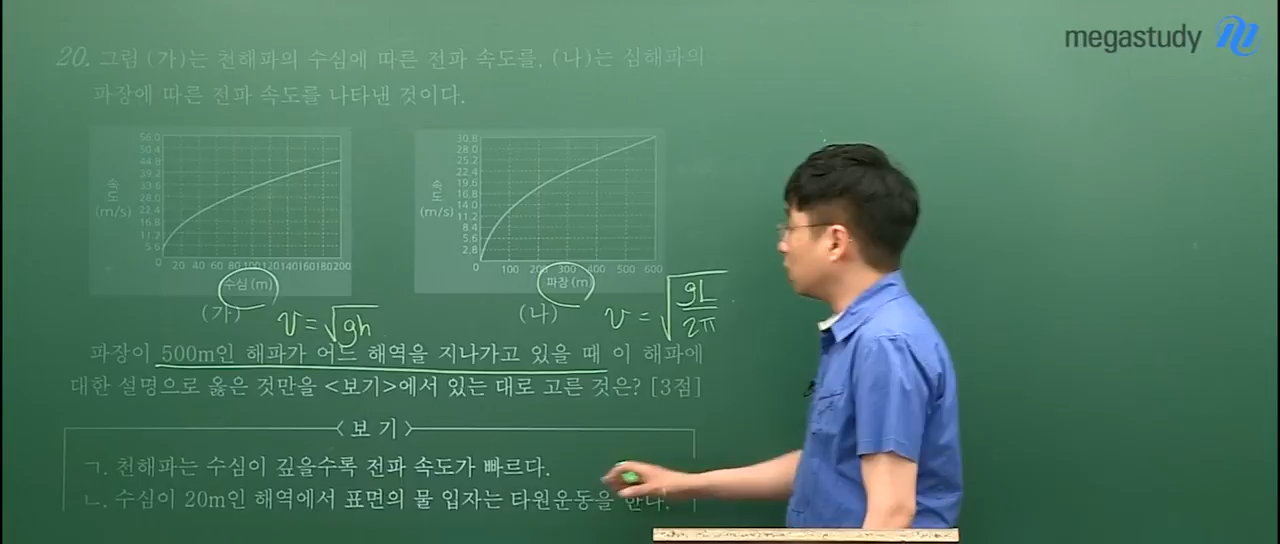 megastudy
20. 그림 (가)는 천해파의 수심에 따른 전파 속도를, (나)는 심해파의
파장에 따른 전파 속도를 나타낸 것이다.
속도
(m/s)
56.0
50.4
44.8
39.2
33.6
28.0
22.4
16.8
11.2
5.6
0 20 40 60 80 100 120 140 160 180 200
수심 (m)
(가)
v = √gh
속도
(m/s)
30.8
28.0
25.2
22.4
19.6
16.8
14.0
11.2
8.4
5.6
2.8
0 100 200 300 400 500 600
파장 (m)
(나)
v = √gL/2π
파장이 500m인 해파가 어느 해역을 지나가고 있을 때 이 해파에
대한 설명으로 옳은 것만을 <보기>에서 있는 대로 고른 것은? [3점]
<보 기>
ㄱ. 천해파는 수심이 깊을수록 전파 속도가 빠르다.
ㄴ. 수심이 20m인 해역에서 표면의 물 입자는 타원운동을 한다.